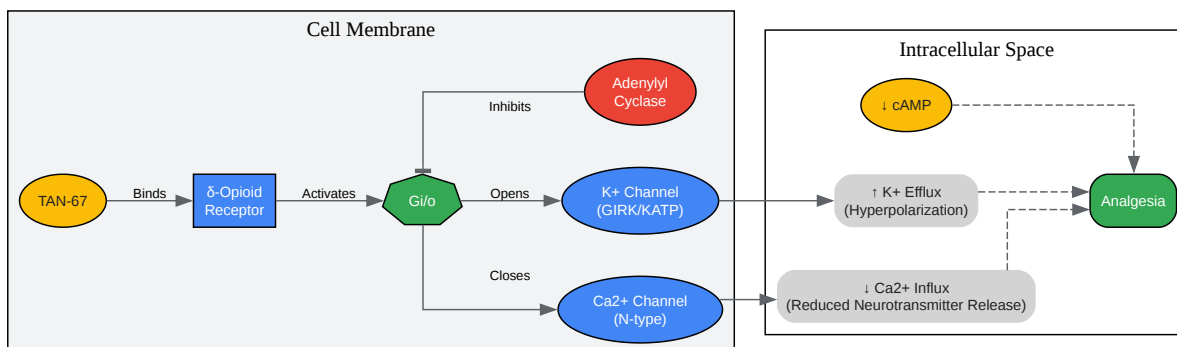 Cell Membrane
Intracellular Space
Adenylyl
Cyclase
Inhibits
↓ cAMP
TAN-67
Binds
δ-Opioid
Receptor
Activates
Gi/o
Opens
K+ Channel
(GIRK/KATP)
↑ K+ Efflux
(Hyperpolarization)
Analgesia
Closes
Ca2+ Channel
(N-type)
↓ Ca2+ Influx
(Reduced Neurotransmitter Release)